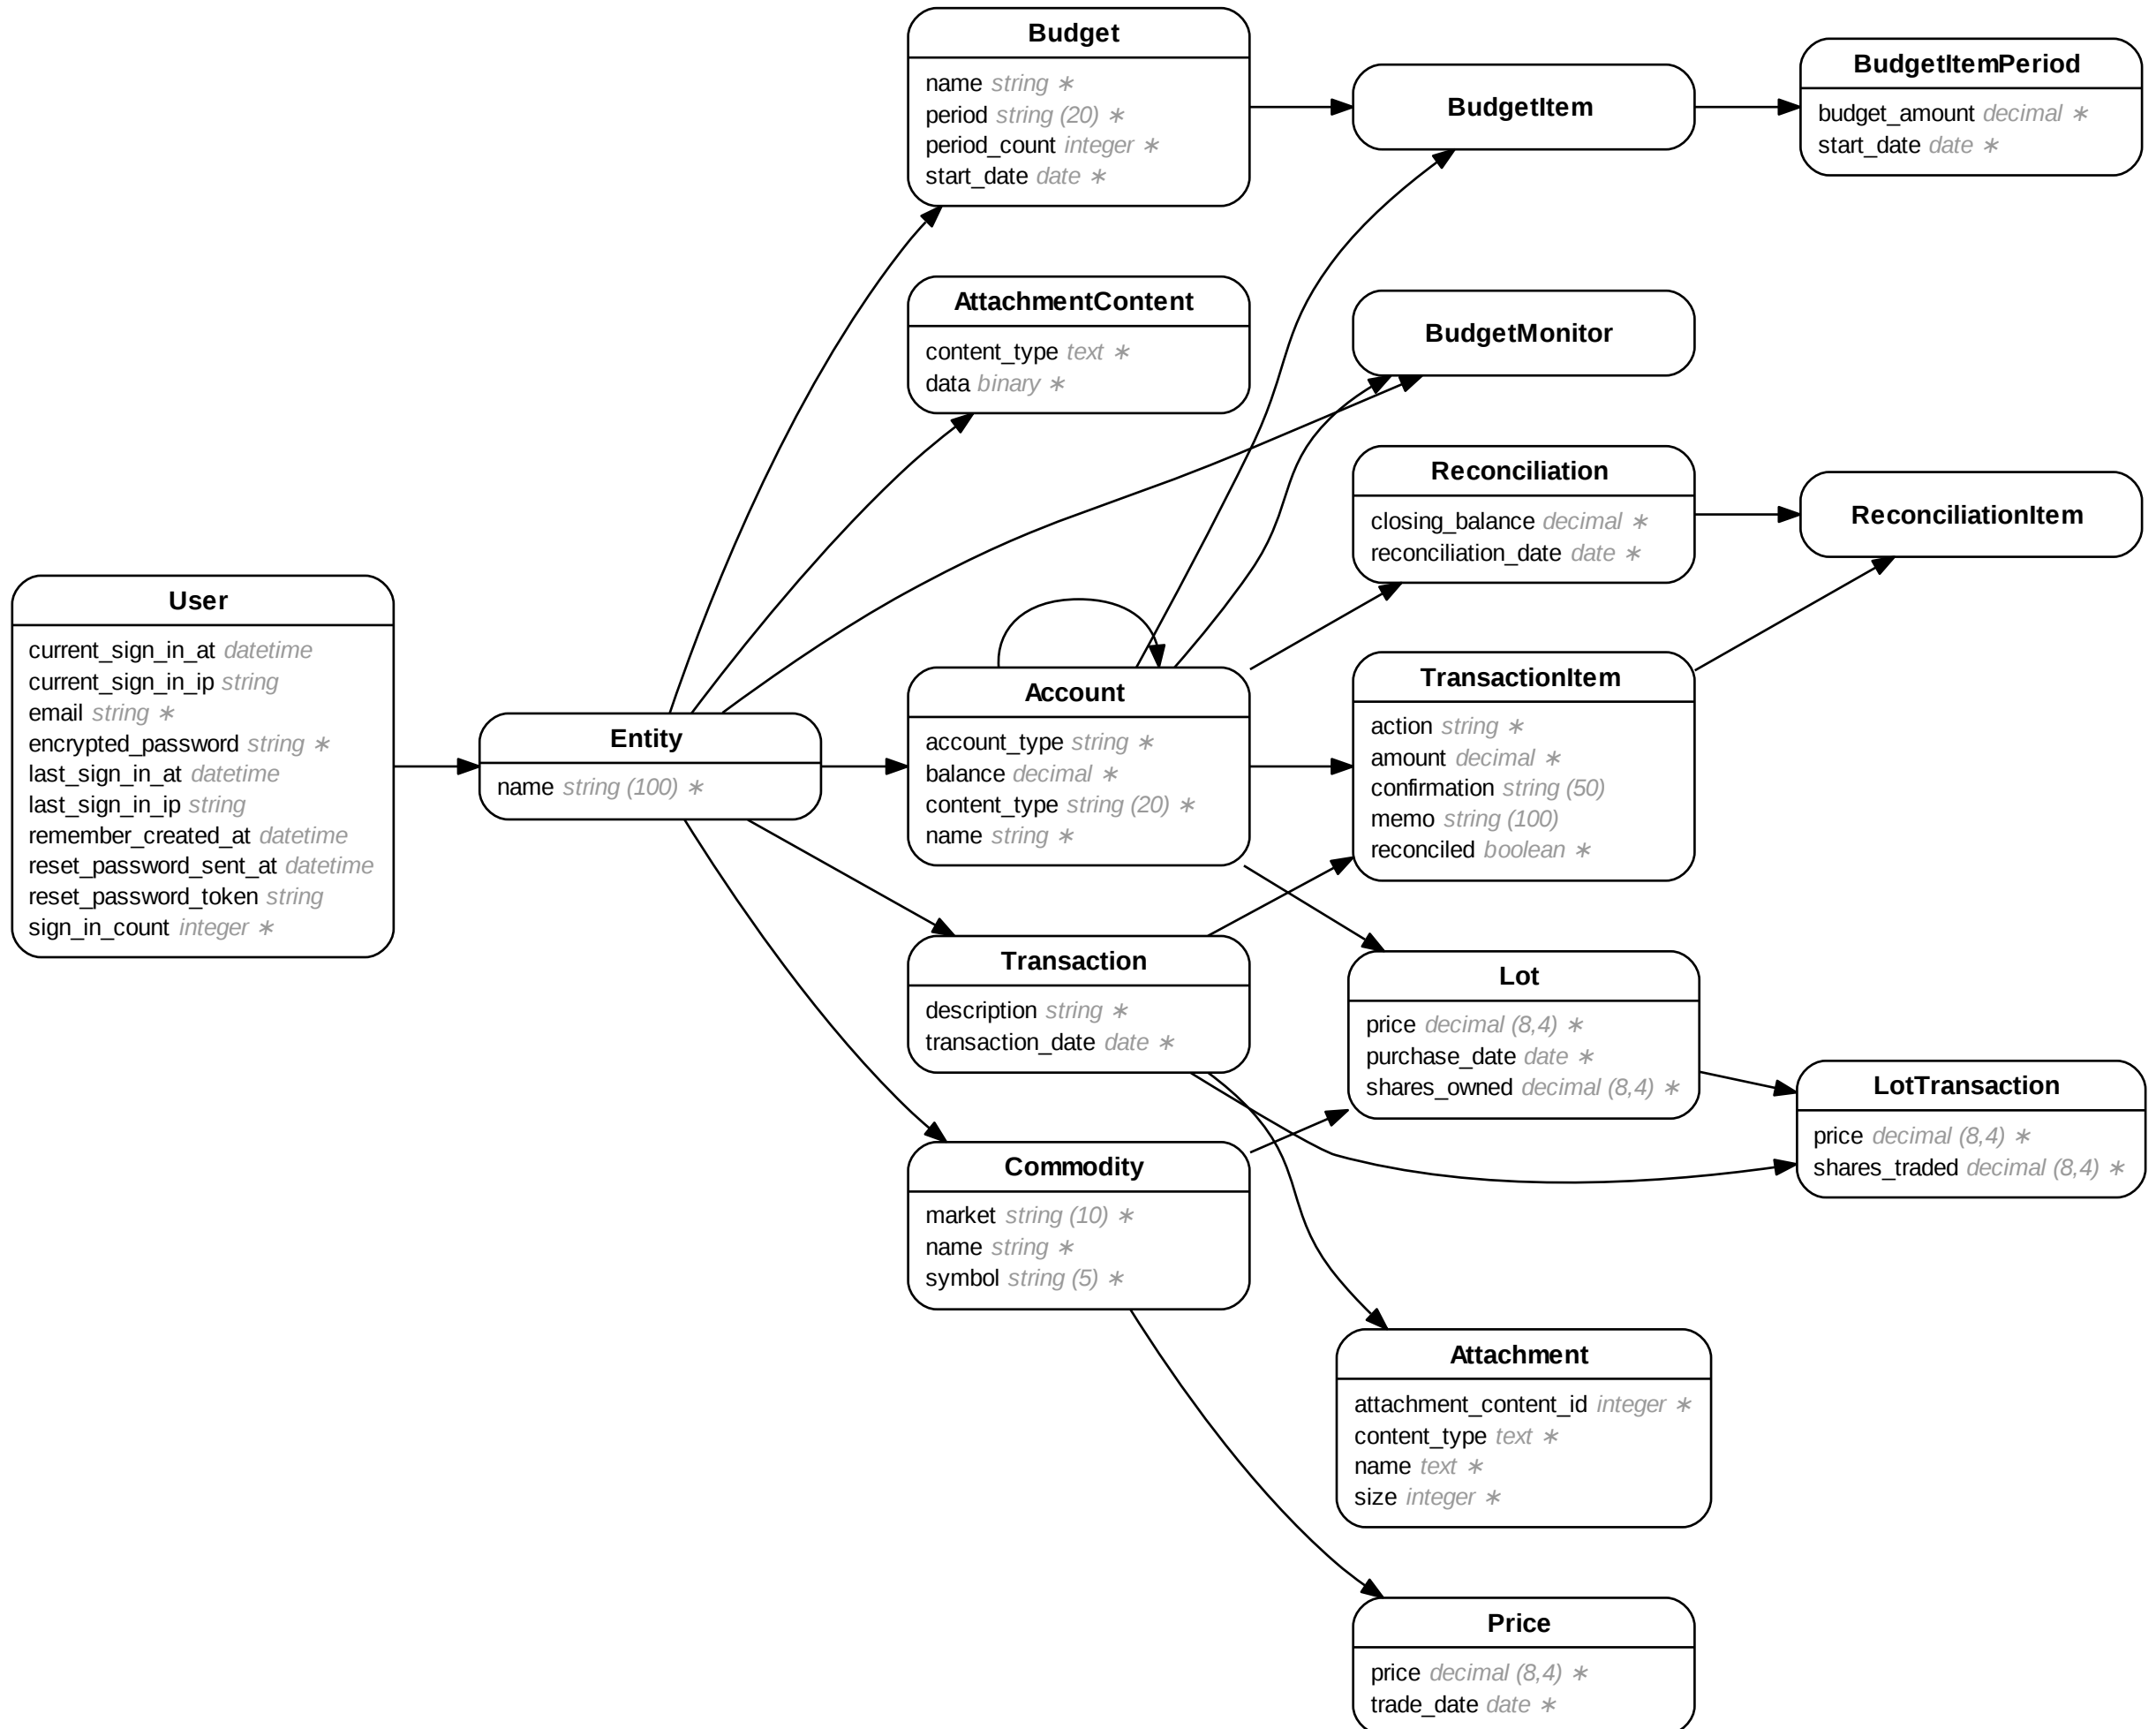 User
current_sign_in_at datetime
current_sign_in_ip string
email string ∗
encrypted_password string ∗
last_sign_in_at datetime
last_sign_in_ip string
remember_created_at datetime
reset_password_sent_at datetime
reset_password_token string
sign_in_count integer ∗
Entity
name string (100) ∗
Budget
name string ∗
period string (20) ∗
period_count integer ∗
start_date date ∗
AttachmentContent
content_type text ∗
data binary ∗
Account
account_type string ∗
balance decimal ∗
content_type string (20) ∗
name string ∗
Transaction
description string ∗
transaction_date date ∗
Commodity
market string (10) ∗
name string ∗
symbol string (5) ∗
BudgetItem
BudgetMonitor
Reconciliation
closing_balance decimal ∗
reconciliation_date date ∗
TransactionItem
action string ∗
amount decimal ∗
confirmation string (50)
memo string (100)
reconciled boolean ∗
Lot
price decimal (8,4) ∗
purchase_date date ∗
shares_owned decimal (8,4) ∗
Attachment
attachment_content_id integer ∗
content_type text ∗
name text ∗
size integer ∗
Price
price decimal (8,4) ∗
trade_date date ∗
BudgetItemPeriod
budget_amount decimal ∗
start_date date ∗
ReconciliationItem
LotTransaction
price decimal (8,4) ∗
shares_traded decimal (8,4) ∗